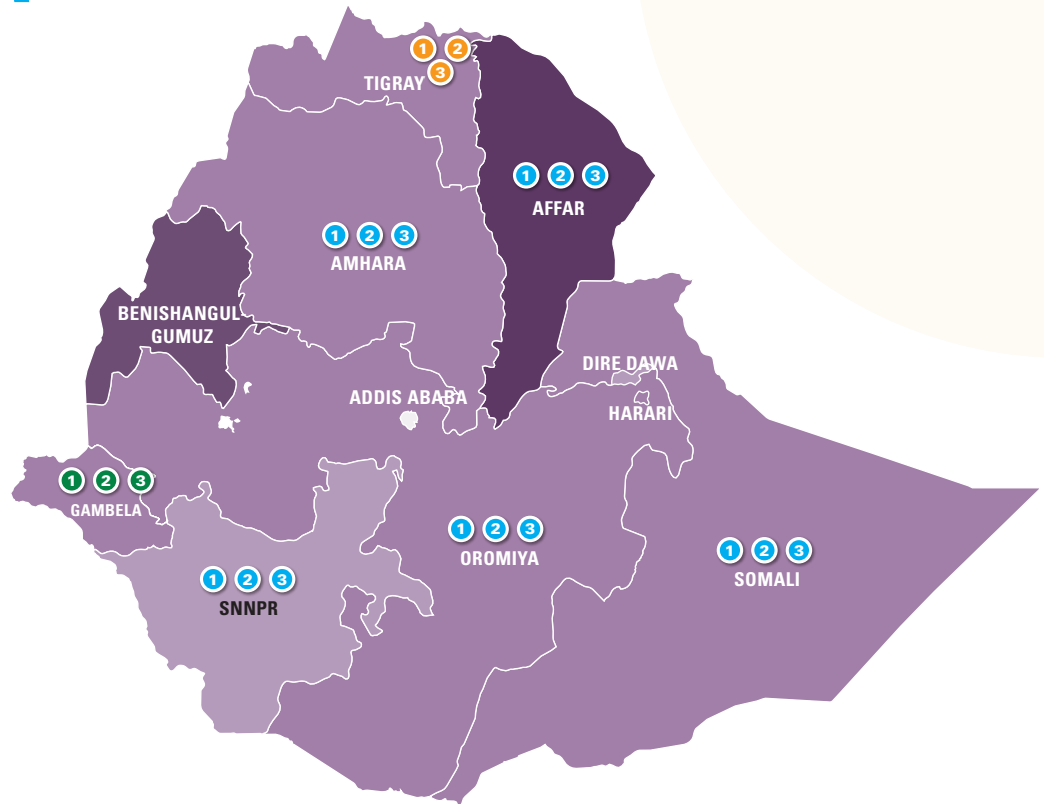 1 2
3
TIGRAY
1 2 3
AFFAR
1 2 3
AMHARA
BENISHANGUL
GUMUZ
DIRE DAWA
ADDIS ABABA
HARARI
1 2 3
GAMBELA
1 2 3
OROMIYA
1 2 3
SOMALI
1 2 3
SNNPR